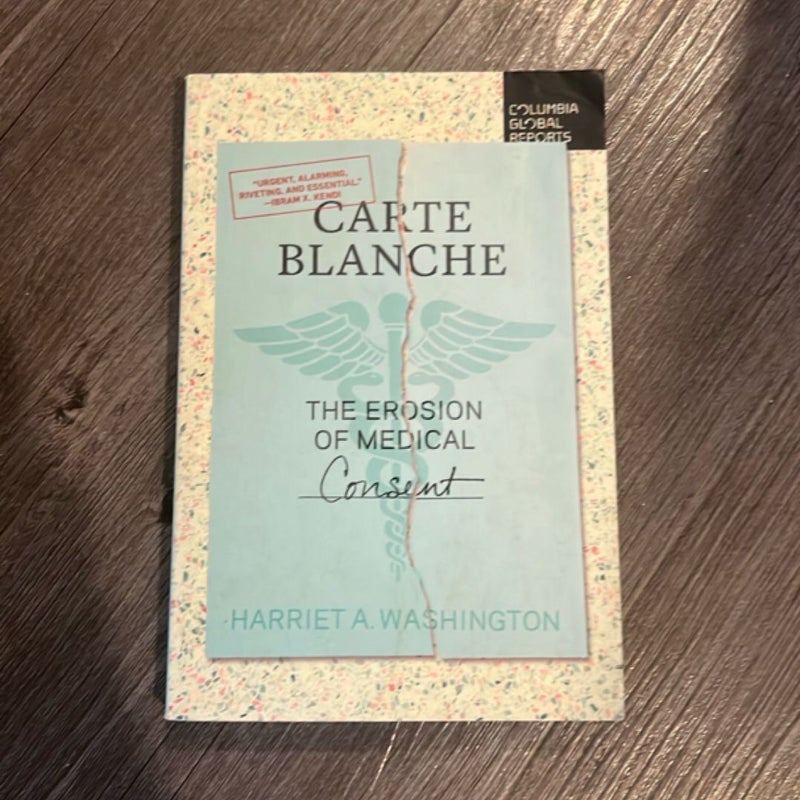 COLUMBIA
GLOBAL
REPORTS
"URGENT, ALARMING,
RIVETING, AND ESSENTIAL."
—IBRAM X. KENDI
CARTE
BLANCHE
THE EROSION
OF MEDICAL
Consent
HARRIET A. WASHINGTON